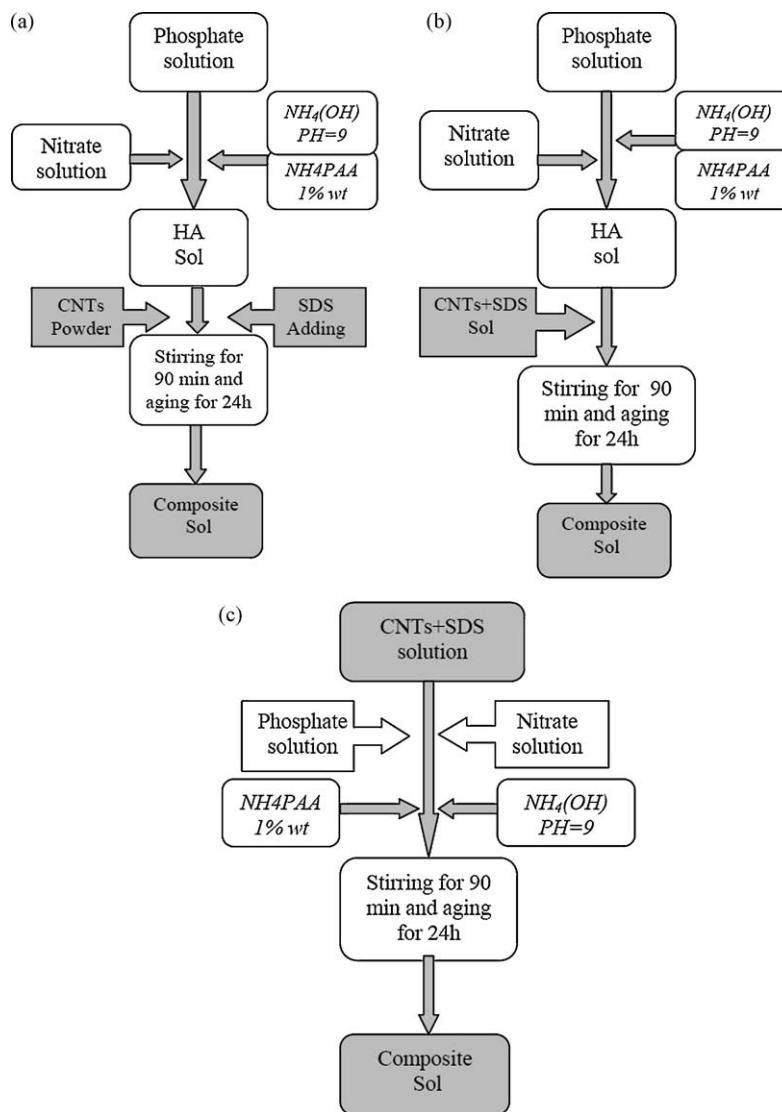 (a)
Phosphate
solution
NH₄(OH)
PH=9
Nitrate
solution
NH4PAA
1% wt
HA
Sol
CNTs
Powder
SDS
Adding
Stirring for
90 min and
aging for 24h
Composite
Sol
(b)
Phosphate
solution
NH₄(OH)
PH=9
Nitrate
solution
NH4PAA
1% wt
HA
sol
CNTs+SDS
Sol
Stirring for 90
min and aging
for 24h
Composite
Sol
(c)
CNTs+SDS
solution
Phosphate
solution
Nitrate
solution
NH4PAA
1% wt
NH₄(OH)
PH=9
Stirring for 90
min and aging
for 24h
Composite
Sol